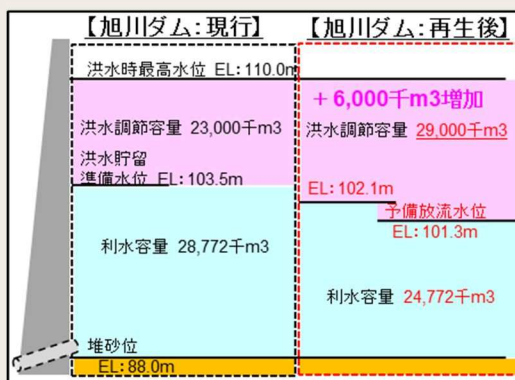 【旭川ダム:現行】
【旭川ダム:再生後】
洪水時最高水位 EL:110.0m
+6,000千m3増加
洪水調節容量 23,000千m3
洪水調節容量 29,000千m3
洪水貯留
準備水位 EL:103.5m
EL:102.1m
予備放流水位
EL:101.3m
利水容量 28,772千m3
利水容量 24,772千m3
堆砂位
EL:88.0m